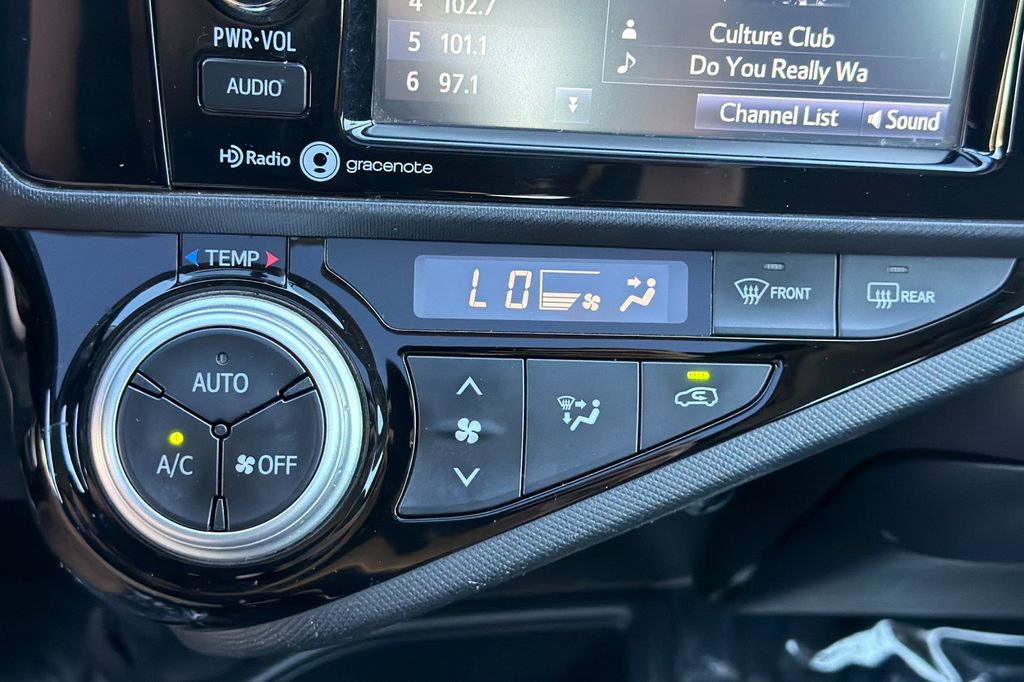 4 102.7
5 101.1
6 97.1
Culture Club
Do You Really Wa
Channel List
Sound
PWR•VOL
AUDIO
HD Radio
gracenote
TEMP
LO
FRONT
REAR
AUTO
A/C
OFF